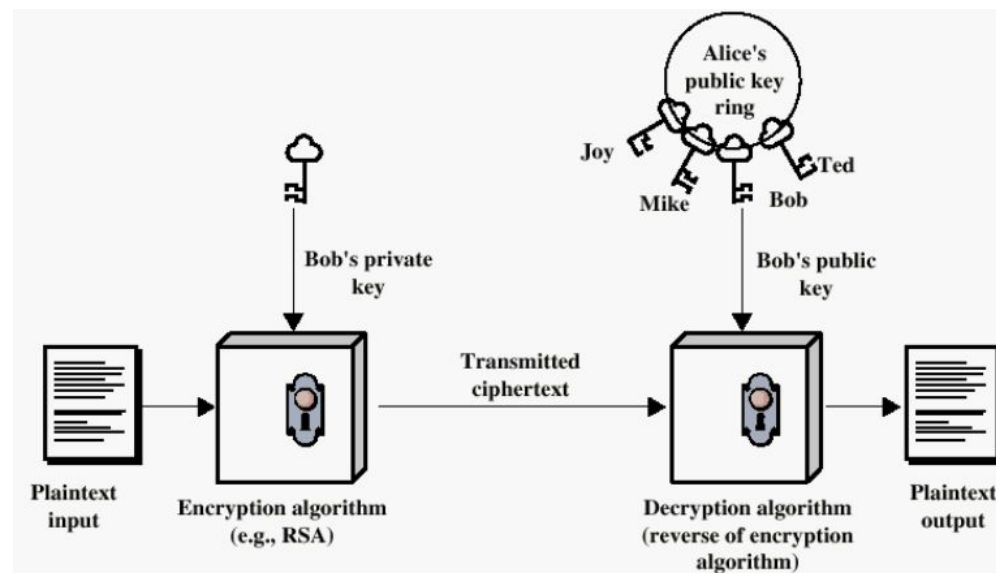 Alice's
public key
ring
Joy
Ted
Mike
Bob
Bob's private
key
Bob's public
key
Transmitted
ciphertext
Plaintext
input
Encryption algorithm
(e.g., RSA)
Decryption algorithm
(reverse of encryption
algorithm)
Plaintext
output